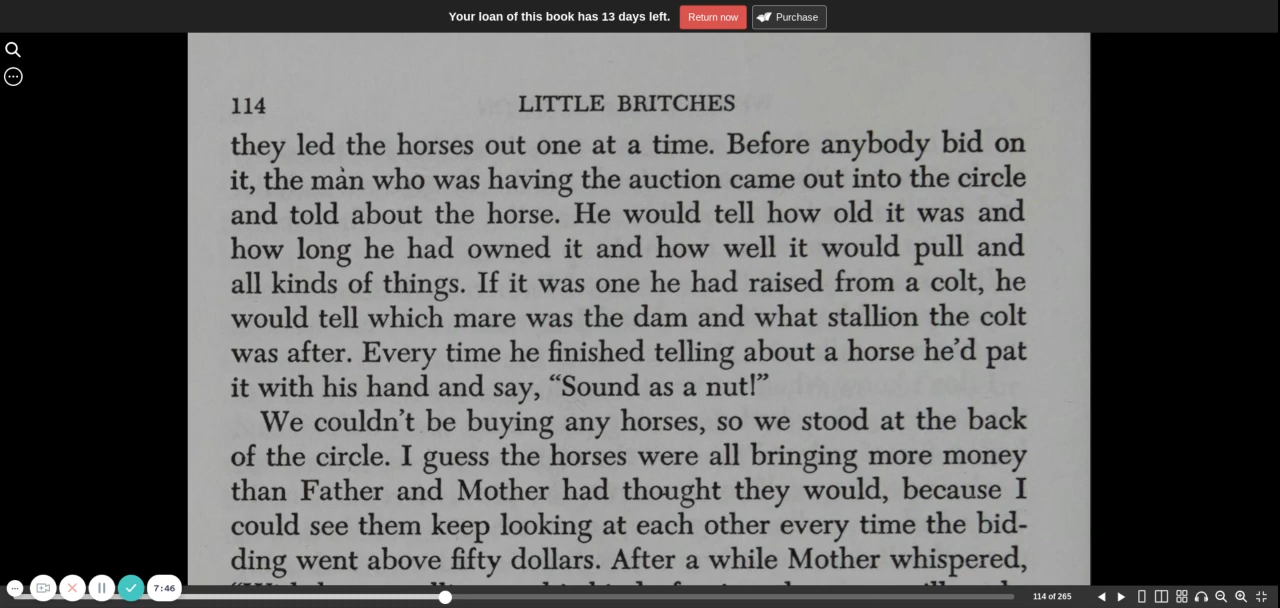 Your loan of this book has 13 days left. Return now Purchase
114 LITTLE BRITCHES
they led the horses out one at a time. Before anybody bid on
it, the man who was having the auction came out into the circle
and told about the horse. He would tell how old it was and
how long he had owned it and how well it would pull and
all kinds of things. If it was one he had raised from a colt, he
would tell which mare was the dam and what stallion the colt
was after. Every time he finished telling about a horse he’d pat
it with his hand and say, “Sound as a nut!”
We couldn’t be buying any horses, so we stood at the back
of the circle. I guess the horses were all bringing more money
than Father and Mother had thought they would, because I
could see them keep looking at each other every time the bid-
ding went above fifty dollars. After a while Mother whispered,
7:46
114 of 265